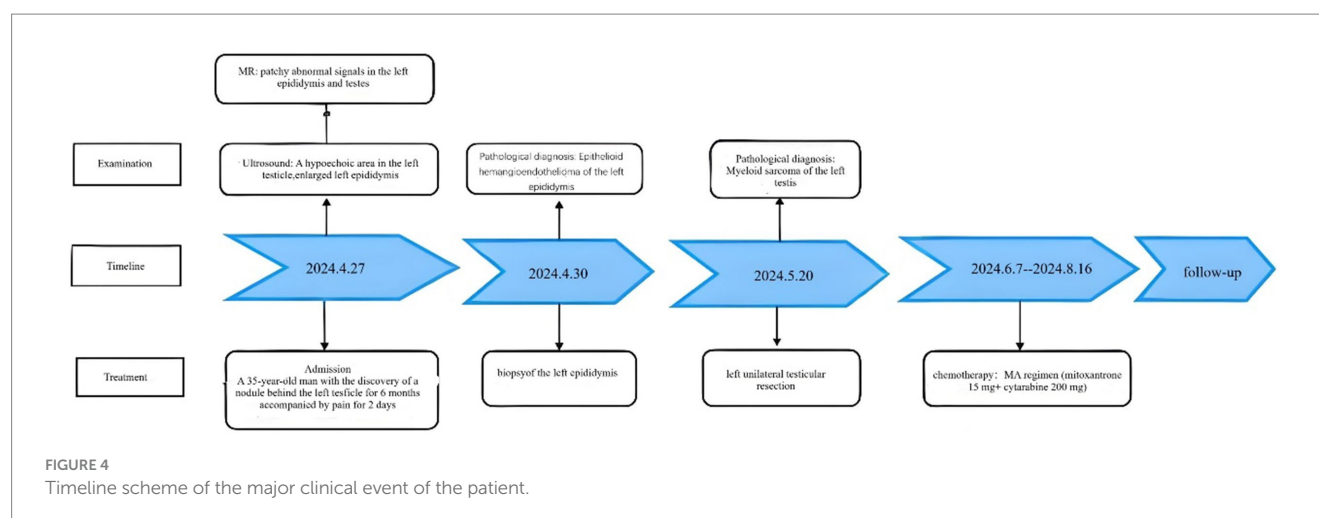 MR: patchy abnormal signals in the left
epididymis and testes
Examination
Ultrasound: A hypoechoic area in the left
testicle,enlarged left epididymis
Pathological diagnosis: Epithelioid
hemangioendothelioma of the left
epididymis
Pathological diagnosis:
Myeloid sarcoma of the left
testis
Timeline
2024.4.27
2024.4.30
2024.5.20
2024.6.7--2024.8.16
follow-up
Treatment
Admission
A 35-year-old man with the discovery of a
nodule behind the left tesficle for 6 months
accompanied by pain for 2 days
biopsyof the left epididymis
left unilateral testicular
resection
chemotherapy: MA regimen (mitoxantrone
15 mg+ cytarabine 200 mg)
FIGURE 4
Timeline scheme of the major clinical event of the patient.